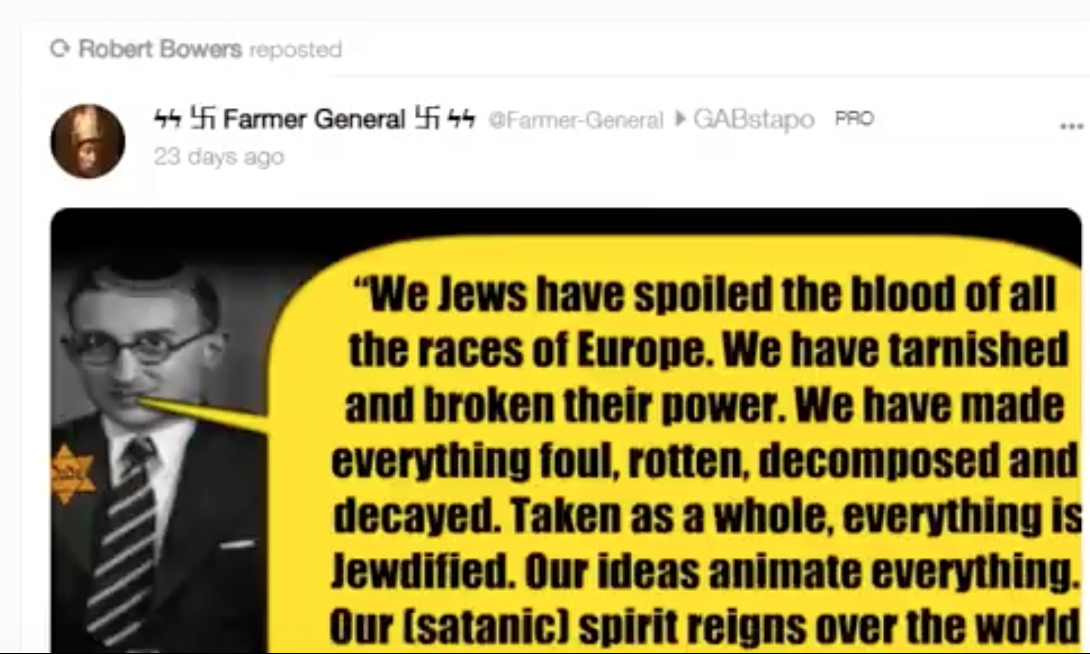 Robert Bowers reposted
ϟϟ 卐 Farmer General 卐 ϟϟ @Farmer-General ▸ GABstapo PRO
23 days ago
“We Jews have spoiled the blood of all
the races of Europe. We have tarnished
and broken their power. We have made
everything foul, rotten, decomposed and
decayed. Taken as a whole, everything is
Jewdified. Our ideas animate everything.
Our (satanic) spirit reigns over the world